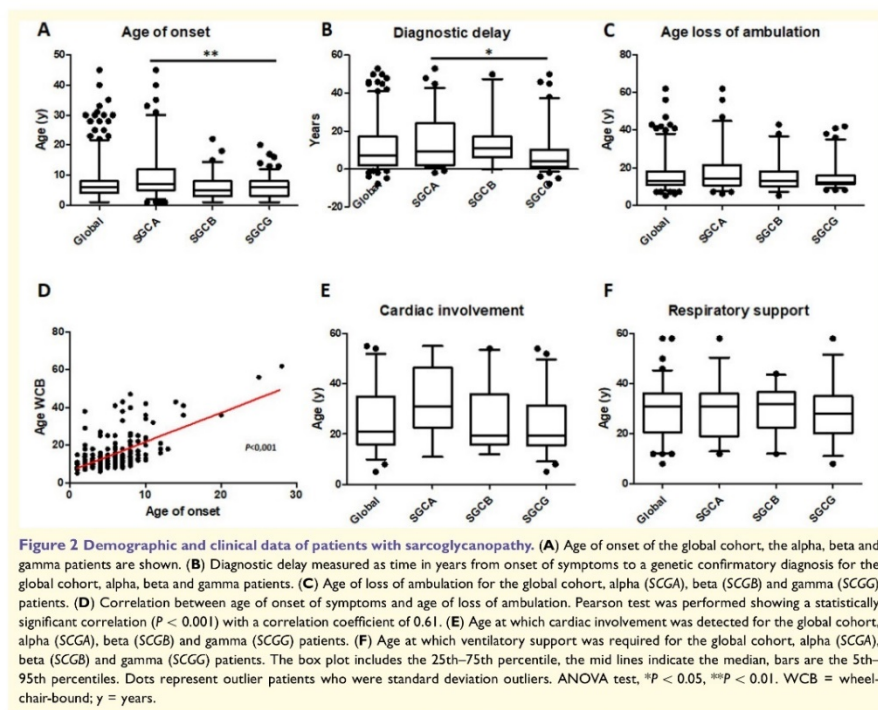 A
Age of onset
**
Age (y)
50
40
30
20
10
0
Global
SGCA
SGCB
SGCG
B
Diagnostic delay
*
Years
60
40
20
0
-20
Global
SGCA
SGCB
SGCG
C
Age loss of ambulation
Age (y)
80
60
40
20
0
Global
SGCA
SGCB
SGCG
D
Age WCB
80
60
40
20
0
0
10
20
30
P<0,001
Age of onset
E
Cardiac involvement
Age (y)
60
40
20
0
Global
SGCA
SGCB
SGCG
F
Respiratory support
Age (y)
60
40
20
0
Global
SGCA
SGCB
SGCG
Figure 2 Demographic and clinical data of patients with sarcoglycanopathy. (A) Age of onset of the global cohort, the alpha, beta and
gamma patients are shown. (B) Diagnostic delay measured as time in years from onset of symptoms to a genetic confirmatory diagnosis for the
global cohort, alpha, beta and gamma patients. (C) Age of loss of ambulation for the global cohort, alpha (SCGA), beta (SCGB) and gamma (SCGG)
patients. (D) Correlation between age of onset of symptoms and age of loss of ambulation. Pearson test was performed showing a statistically
significant correlation (P < 0.001) with a correlation coefficient of 0.61. (E) Age at which cardiac involvement was detected for the global cohort,
alpha (SCGA), beta (SCGB) and gamma (SCGG) patients. (F) Age at which ventilatory support was required for the global cohort, alpha (SCGA),
beta (SCGB) and gamma (SCGG) patients. The box plot includes the 25th–75th percentile, the mid lines indicate the median, bars are the 5th–
95th percentiles. Dots represent outlier patients who were standard deviation outliers. ANOVA test, *P < 0.05, **P < 0.01. WCB = wheel-
chair-bound; y = years.